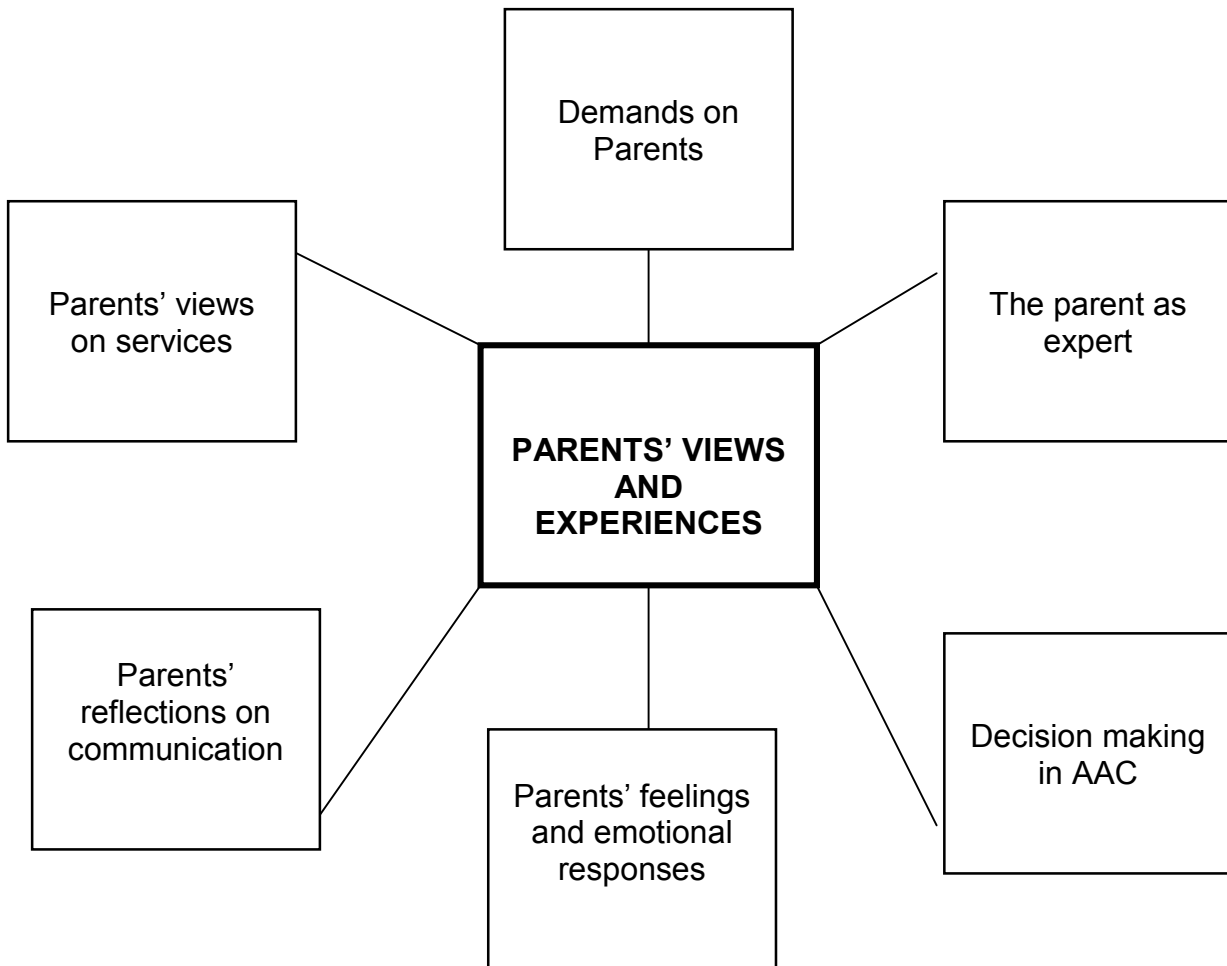 Demands on
Parents
Parents’ views
on services
The parent as
expert
PARENTS’ VIEWS
AND
EXPERIENCES
Parents’
reflections on
communication
Parents’ feelings
and emotional
responses
Decision making
in AAC